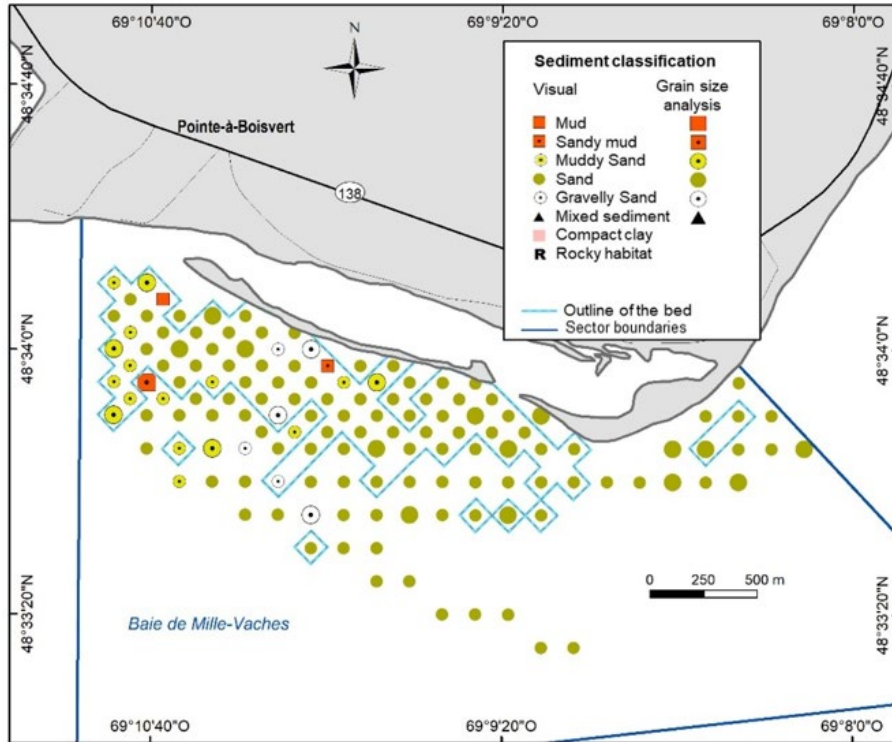 69°10'40"O 69°9'20"O 69°8'0"O
48°34'40"N
48°34'40"N
N
Pointe-à-Boisvert
138
Sediment classification
Visual
Grain size
analysis
Mud
Sandy mud
Muddy Sand
Sand
Gravelly Sand
Mixed sediment
Compact clay
R Rocky habitat
Outline of the bed
Sector boundaries
48°34'0"N
48°34'0"N
0 250 500 m
48°33'20"N
48°33'20"N
Baie de Mille-Vaches
69°10'40"O 69°9'20"O 69°8'0"O